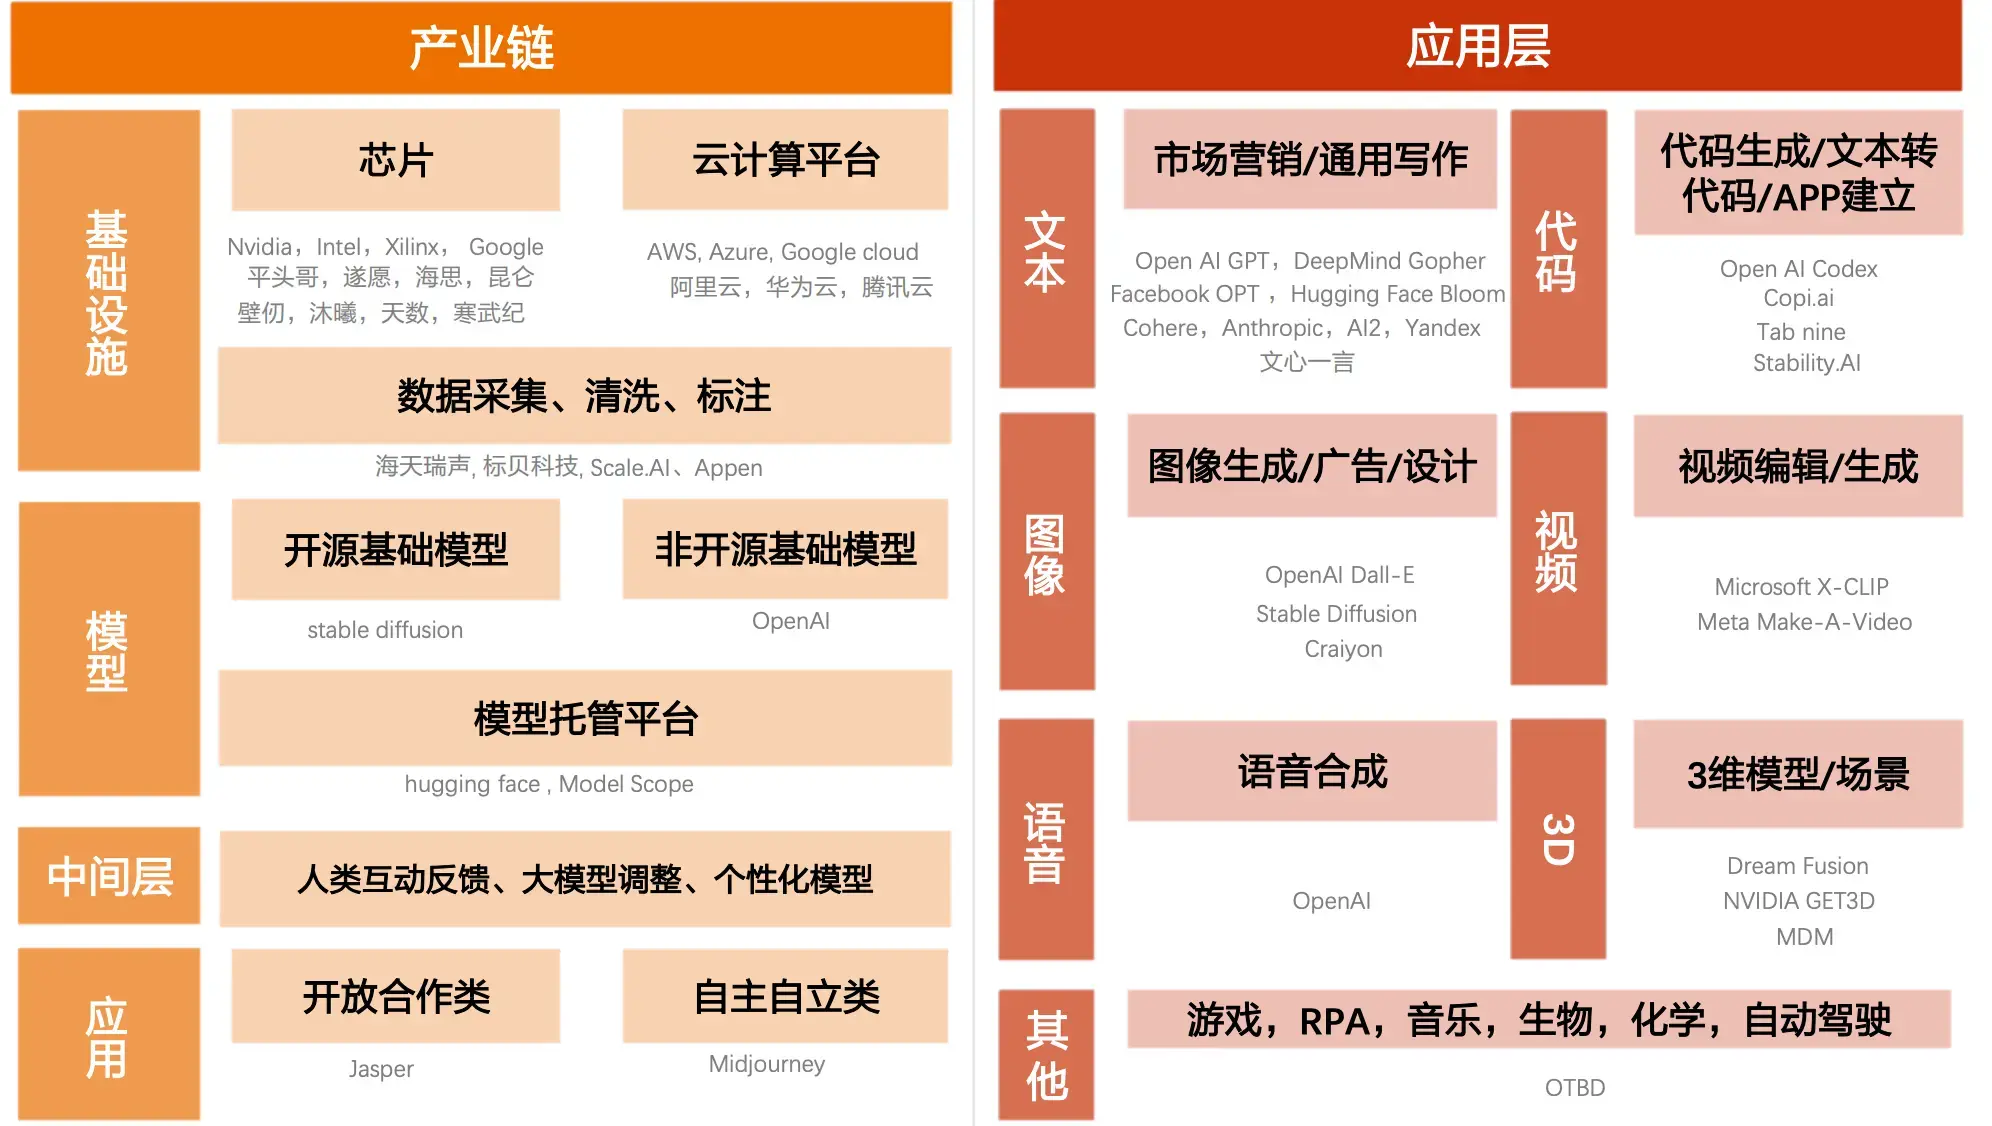 产业链
基础设施
芯片
云计算平台
Nvidia，Intel，Xilinx， Google
平头哥，遂愿，海思，昆仑
壁仞，沐曦，天数，寒武纪
AWS, Azure, Google cloud
阿里云，华为云，腾讯云
数据采集、清洗、标注
海天瑞声, 标贝科技, Scale.AI、Appen
模型
开源基础模型
非开源基础模型
stable diffusion
OpenAI
模型托管平台
hugging face , Model Scope
中间层
人类互动反馈、大模型调整、个性化模型
应用
开放合作类
自主自立类
Jasper
Midjourney
应用层
文本
市场营销/通用写作
Open AI GPT，DeepMind Gopher
Facebook OPT ，Hugging Face Bloom
Cohere，Anthropic，AI2，Yandex
文心一言
代码
代码生成/文本转
代码/APP建立
Open AI Codex
Copi.ai
Tab nine
Stability.AI
图像
图像生成/广告/设计
OpenAI Dall-E
Stable Diffusion
Craiyon
视频
视频编辑/生成
Microsoft X-CLIP
Meta Make-A-Video
语音
语音合成
OpenAI
3D
3维模型/场景
Dream Fusion
NVIDIA GET3D
MDM
其他
游戏，RPA，音乐，生物，化学，自动驾驶
OTBD